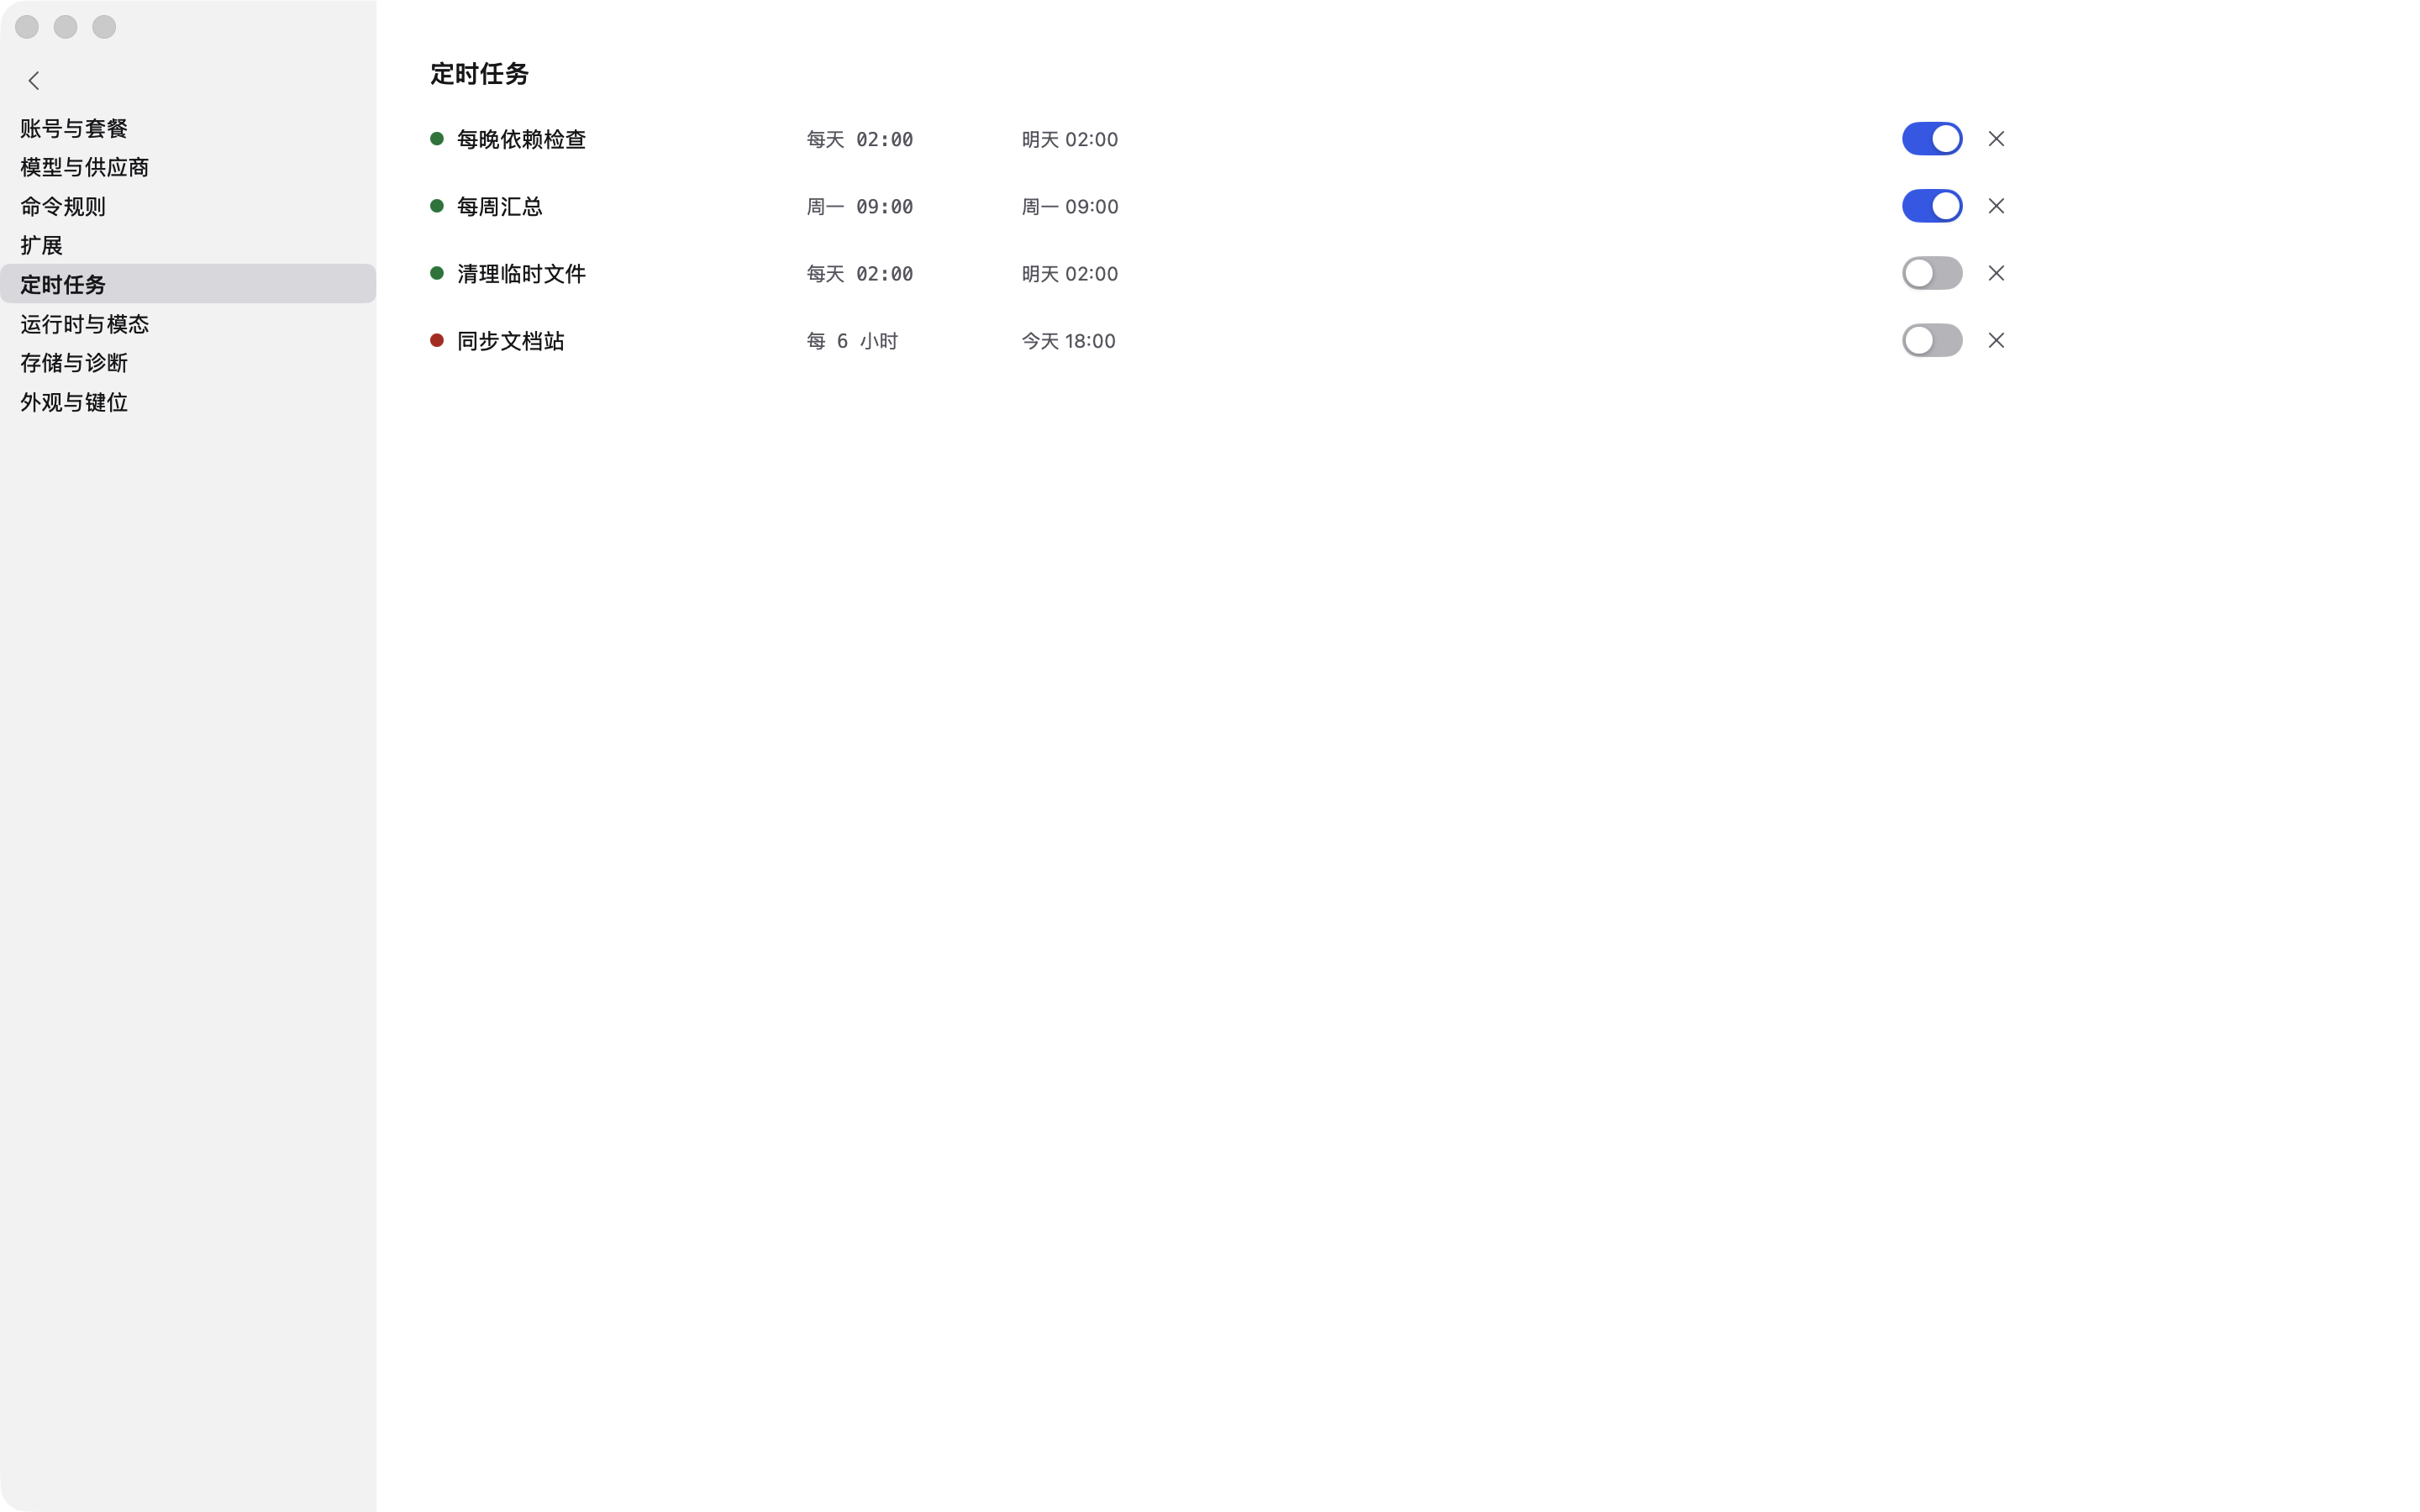 账号与套餐
模型与供应商
命令规则
扩展
定时任务
运行时与模态
存储与诊断
外观与键位
定时任务
每晚依赖检查 每天 02:00 明天 02:00
每周汇总 周一 09:00 周一 09:00
清理临时文件 每天 02:00 明天 02:00
同步文档站 每 6 小时 今天 18:00